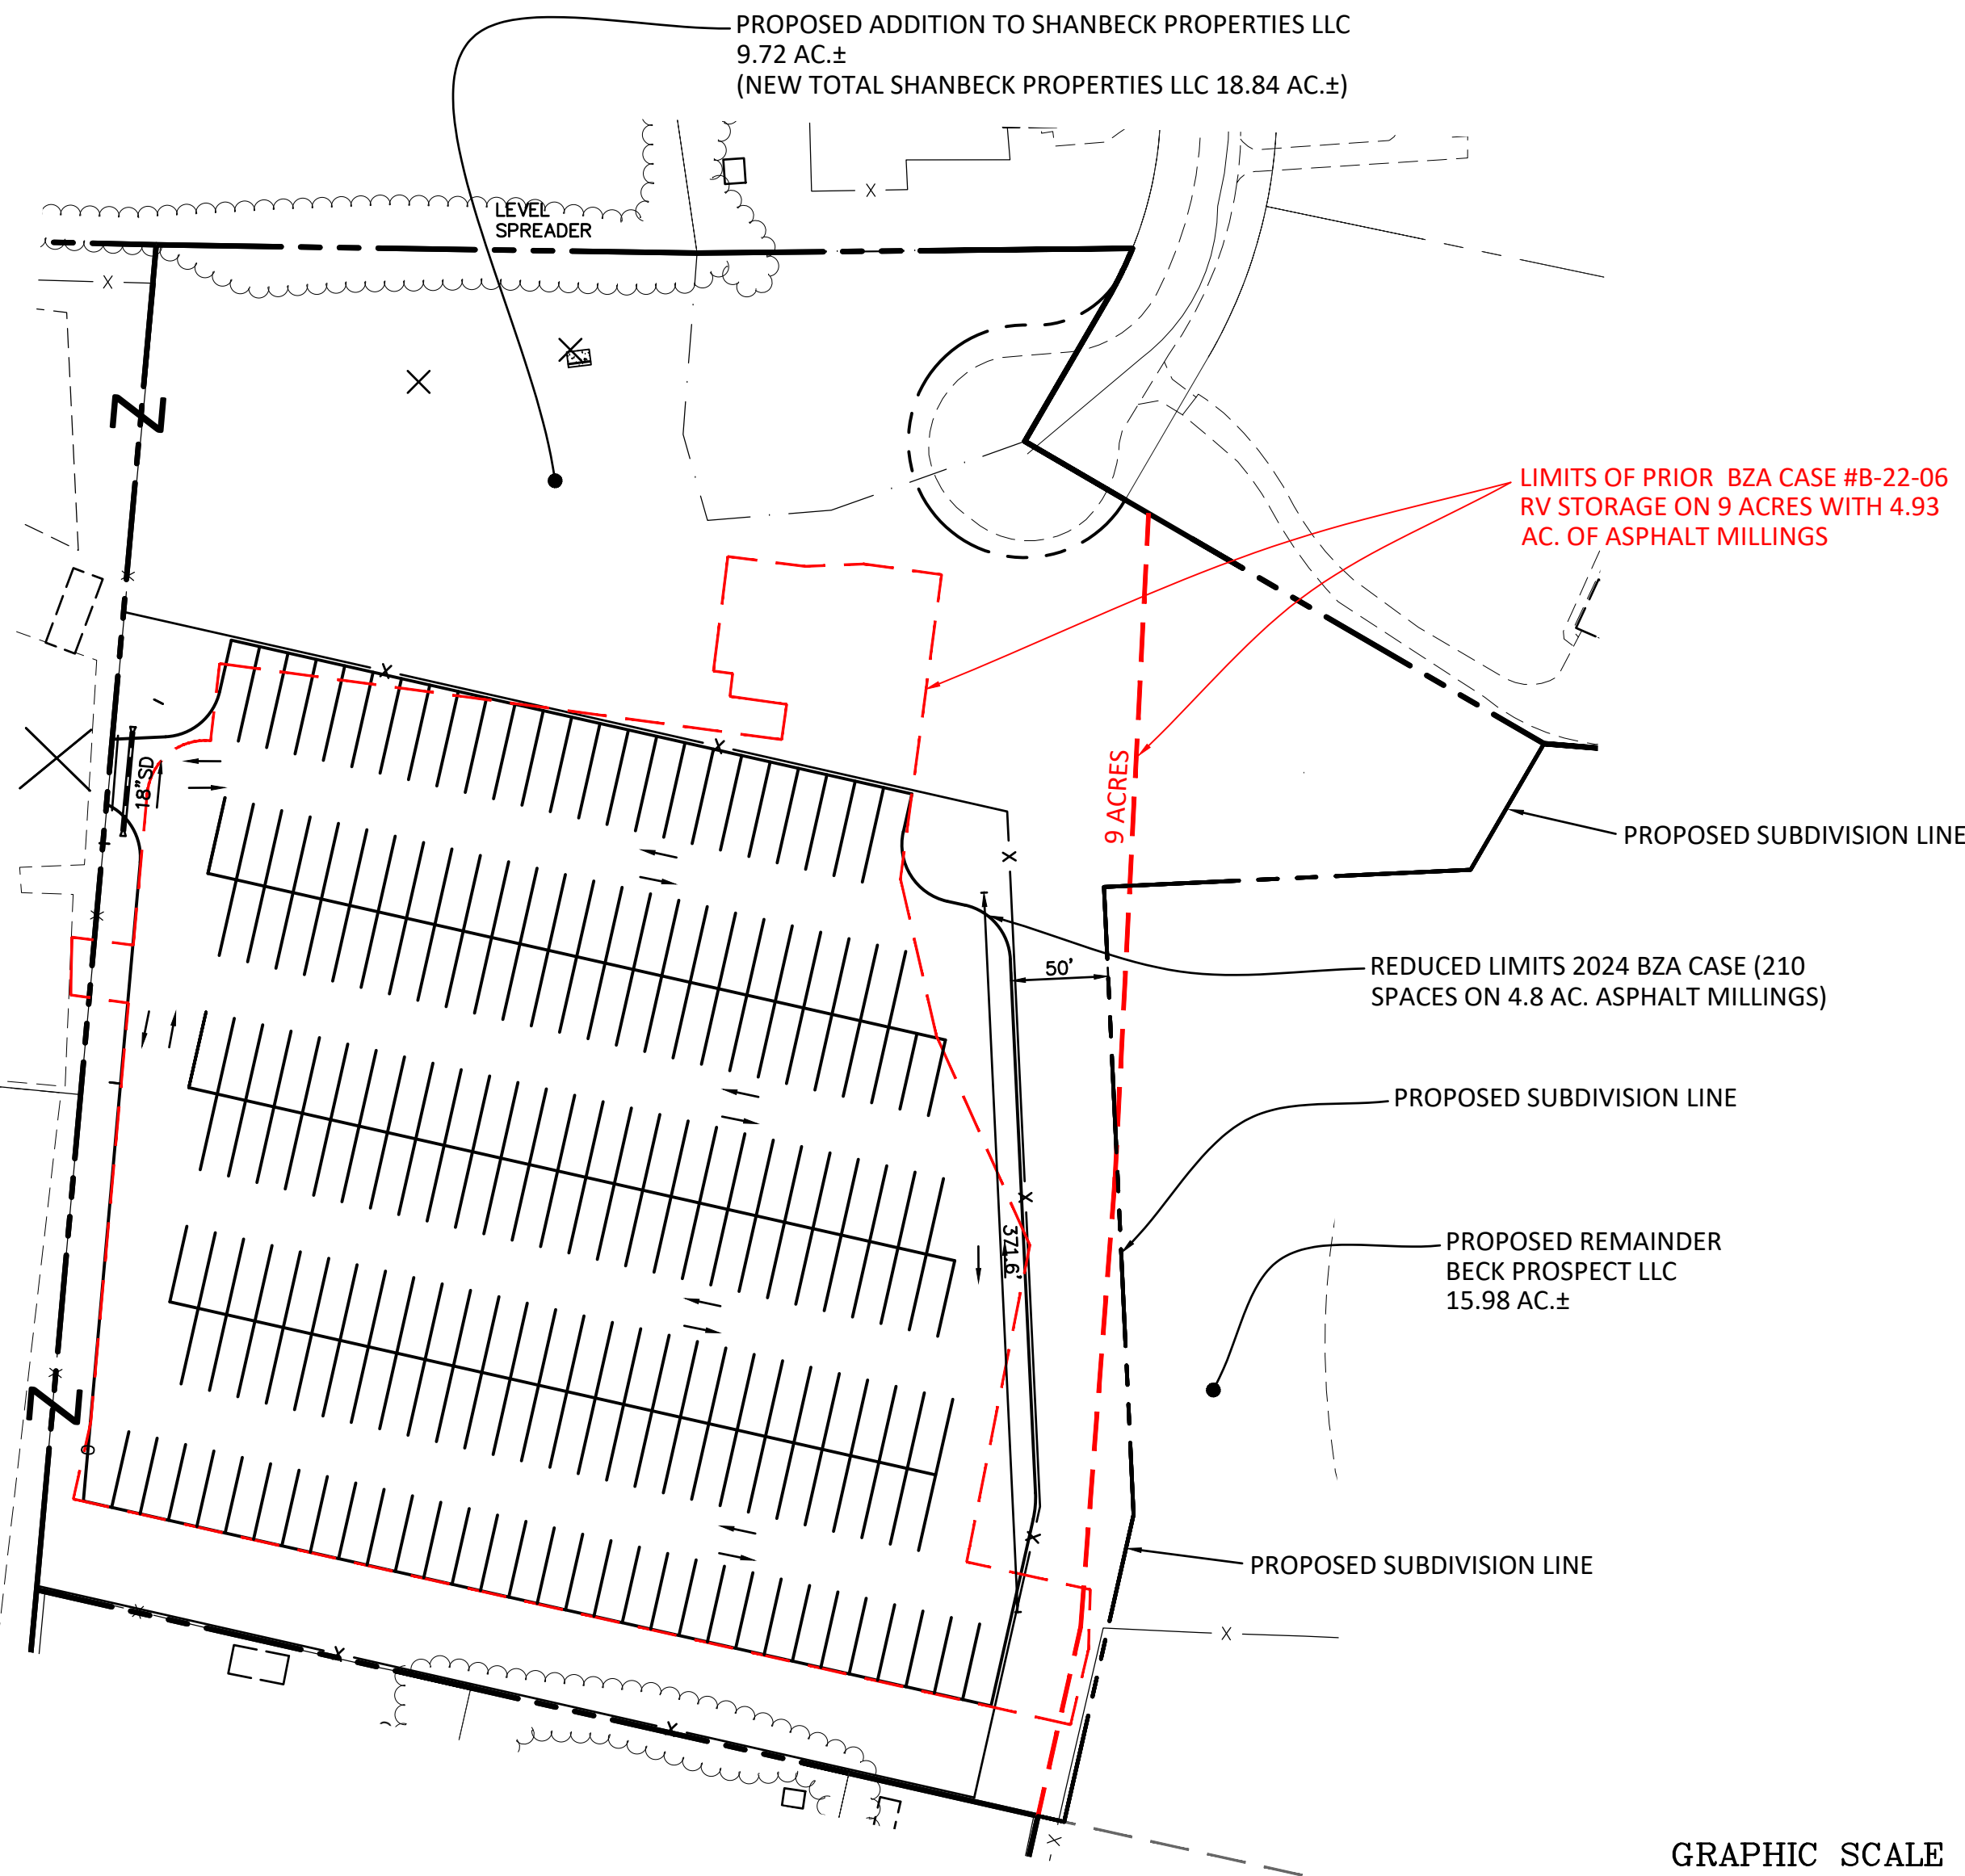 PROPOSED ADDITION TO SHANBECK PROPERTIES LLC
9.72 AC.±
(NEW TOTAL SHANBECK PROPERTIES LLC 18.84 AC.±)
LEVEL
SPREADER
LIMITS OF PRIOR BZA CASE #B-22-06
RV STORAGE ON 9 ACRES WITH 4.93
AC. OF ASPHALT MILLINGS
18"SD
9 ACRES
PROPOSED SUBDIVISION LINE
50'
REDUCED LIMITS 2024 BZA CASE (210
SPACES ON 4.8 AC. ASPHALT MILLINGS)
PROPOSED SUBDIVISION LINE
371.6'
PROPOSED REMAINDER
BECK PROSPECT LLC
15.98 AC.±
PROPOSED SUBDIVISION LINE
GRAPHIC SCALE